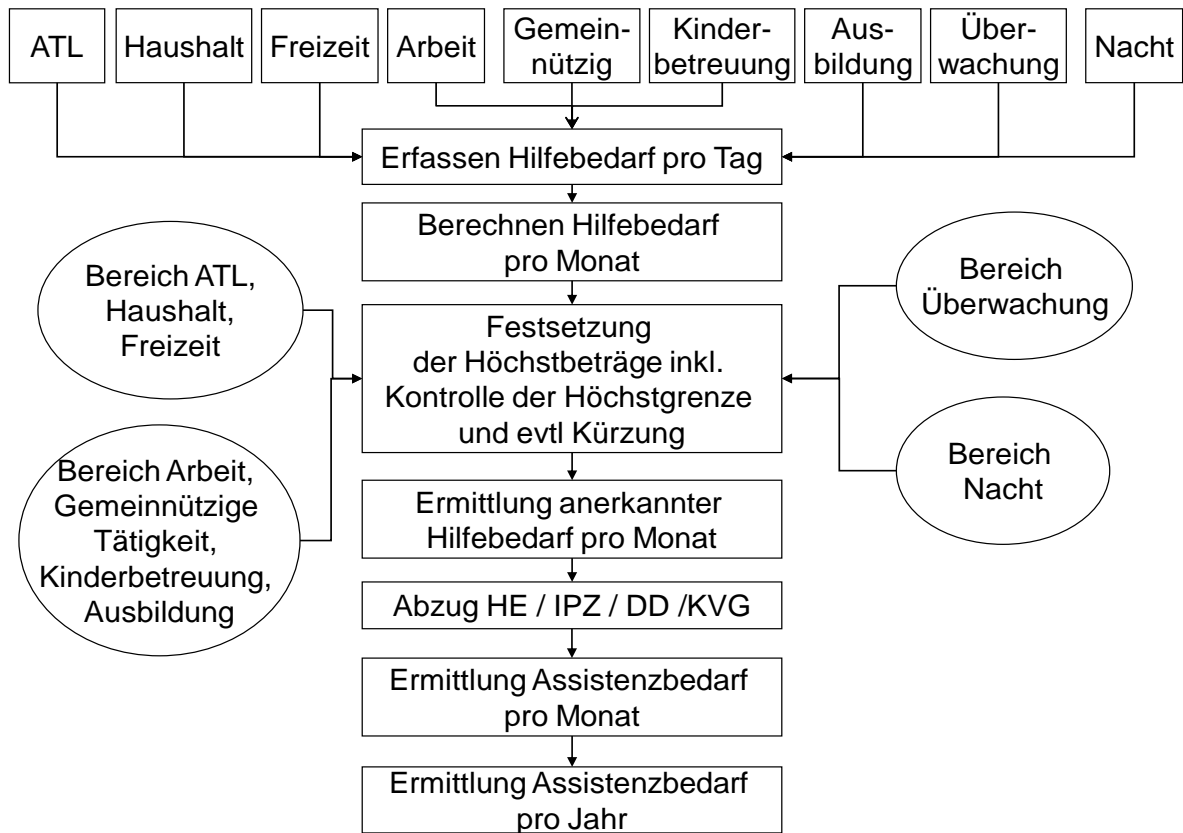 ATL
Haushalt
Freizeit
Arbeit
Gemein-
nützig
Kinder-
betreuung
Aus-
bildung
Über-
wachung
Nacht
Erfassen Hilfebedarf pro Tag
Berechnen Hilfebedarf
pro Monat
Bereich ATL,
Haushalt,
Freizeit
Bereich
Überwachung
Festsetzung
der Höchstbeträge inkl.
Kontrolle der Höchstgrenze
und evtl Kürzung
Bereich Arbeit,
Gemeinnützige
Tätigkeit,
Kinderbetreuung,
Ausbildung
Bereich
Nacht
Ermittlung anerkannter
Hilfebedarf pro Monat
Abzug HE / IPZ / DD /KVG
Ermittlung Assistenzbedarf
pro Monat
Ermittlung Assistenzbedarf
pro Jahr